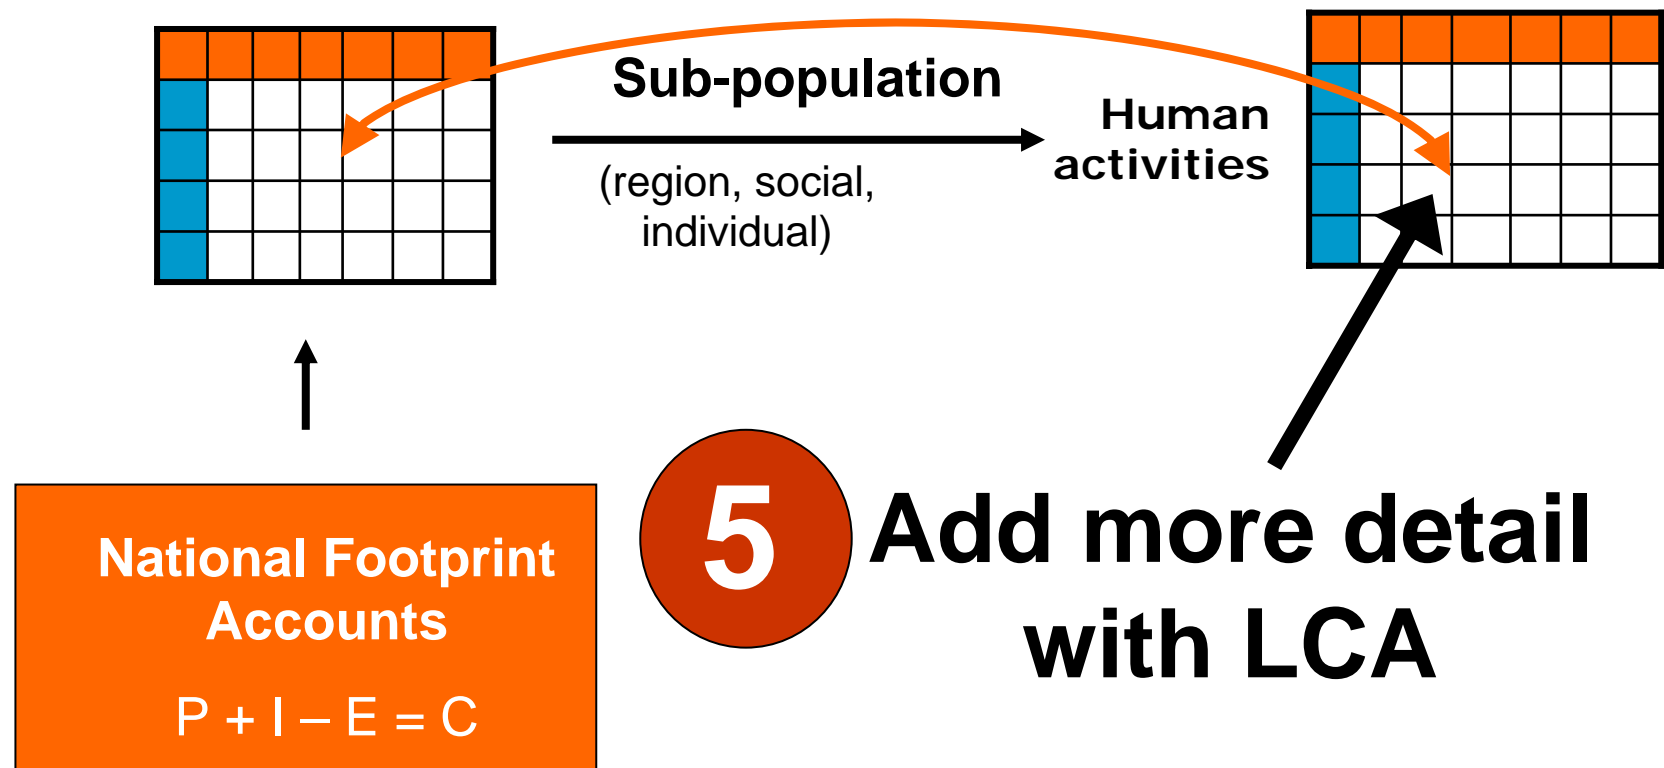 Sub-population
(region, social,
individual)
Human
activities
National Footprint
Accounts
P + I – E = C
5
Add more detail
with LCA